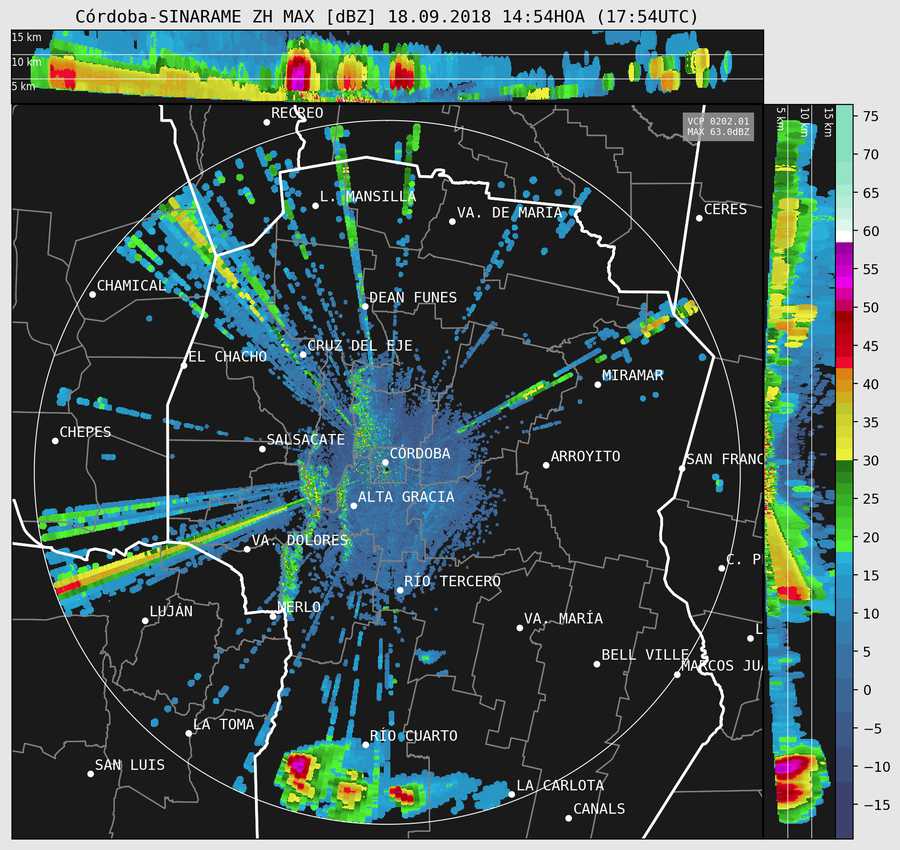 Córdoba-SINARAME ZH MAX [dBZ] 18.09.2018 14:54HOA (17:54UTC)
15 km
10 km
5 km
5 km
10 km
15 km
VCP 0202.01
MAX 63.0dBZ
RECREO
L. MANSILLA
VA. DE MARÍA
CERES
CHAMICAL
DEAN FUNES
CRUZ DEL EJE
EL CHACHO
MIRAMAR
CHEPES
SALSACATE
CÓRDOBA
ARROYITO
SAN FRANC
ALTA GRACIA
VA. DOLORES
C. P
RÍO TERCERO
LUJÁN
MERLO
VA. MARÍA
L
BELL VILLE
MARCOS JUÁ
LA TOMA
RÍO CUARTO
SAN LUIS
LA CARLOTA
CANALS
75
70
65
60
55
50
45
40
35
30
25
20
15
10
5
0
−5
−10
−15